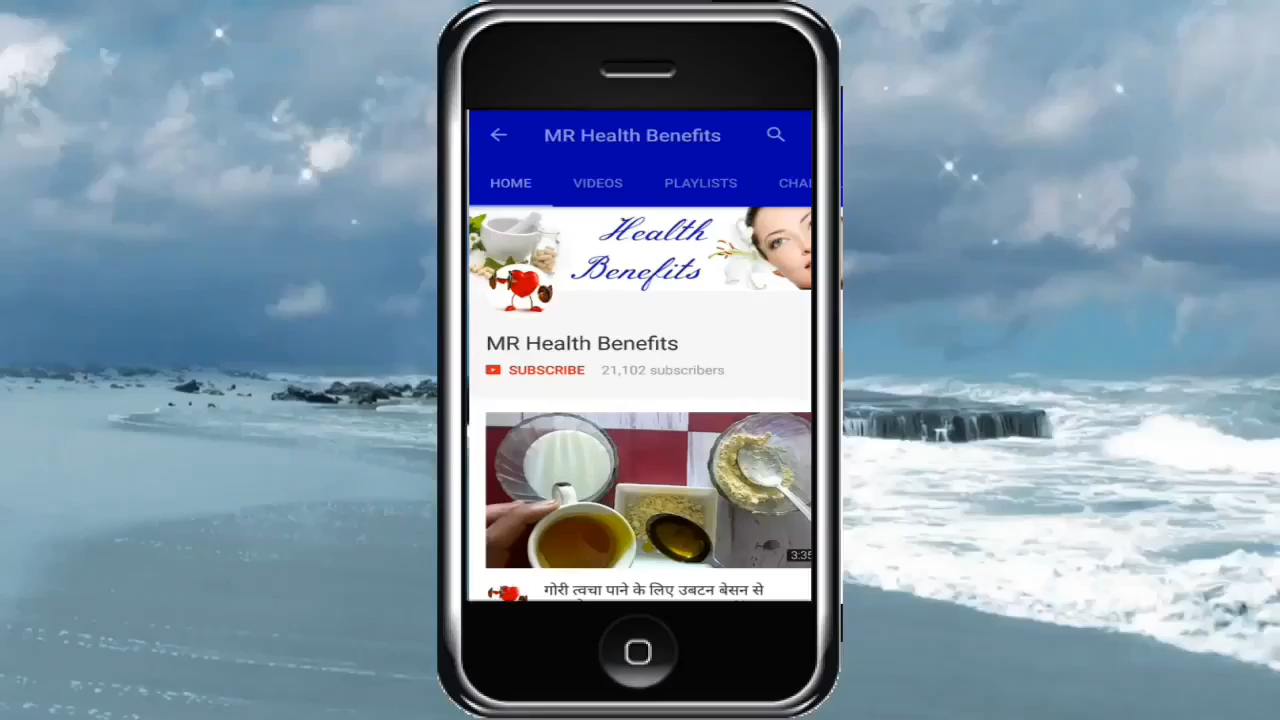 MR Health Benefits
HOME VIDEOS PLAYLISTS CHA
Health
Benefits
MR Health Benefits
SUBSCRIBE 21,102 subscribers
3:35
गोरी त्वचा पाने के लिए उबटन बेसन से